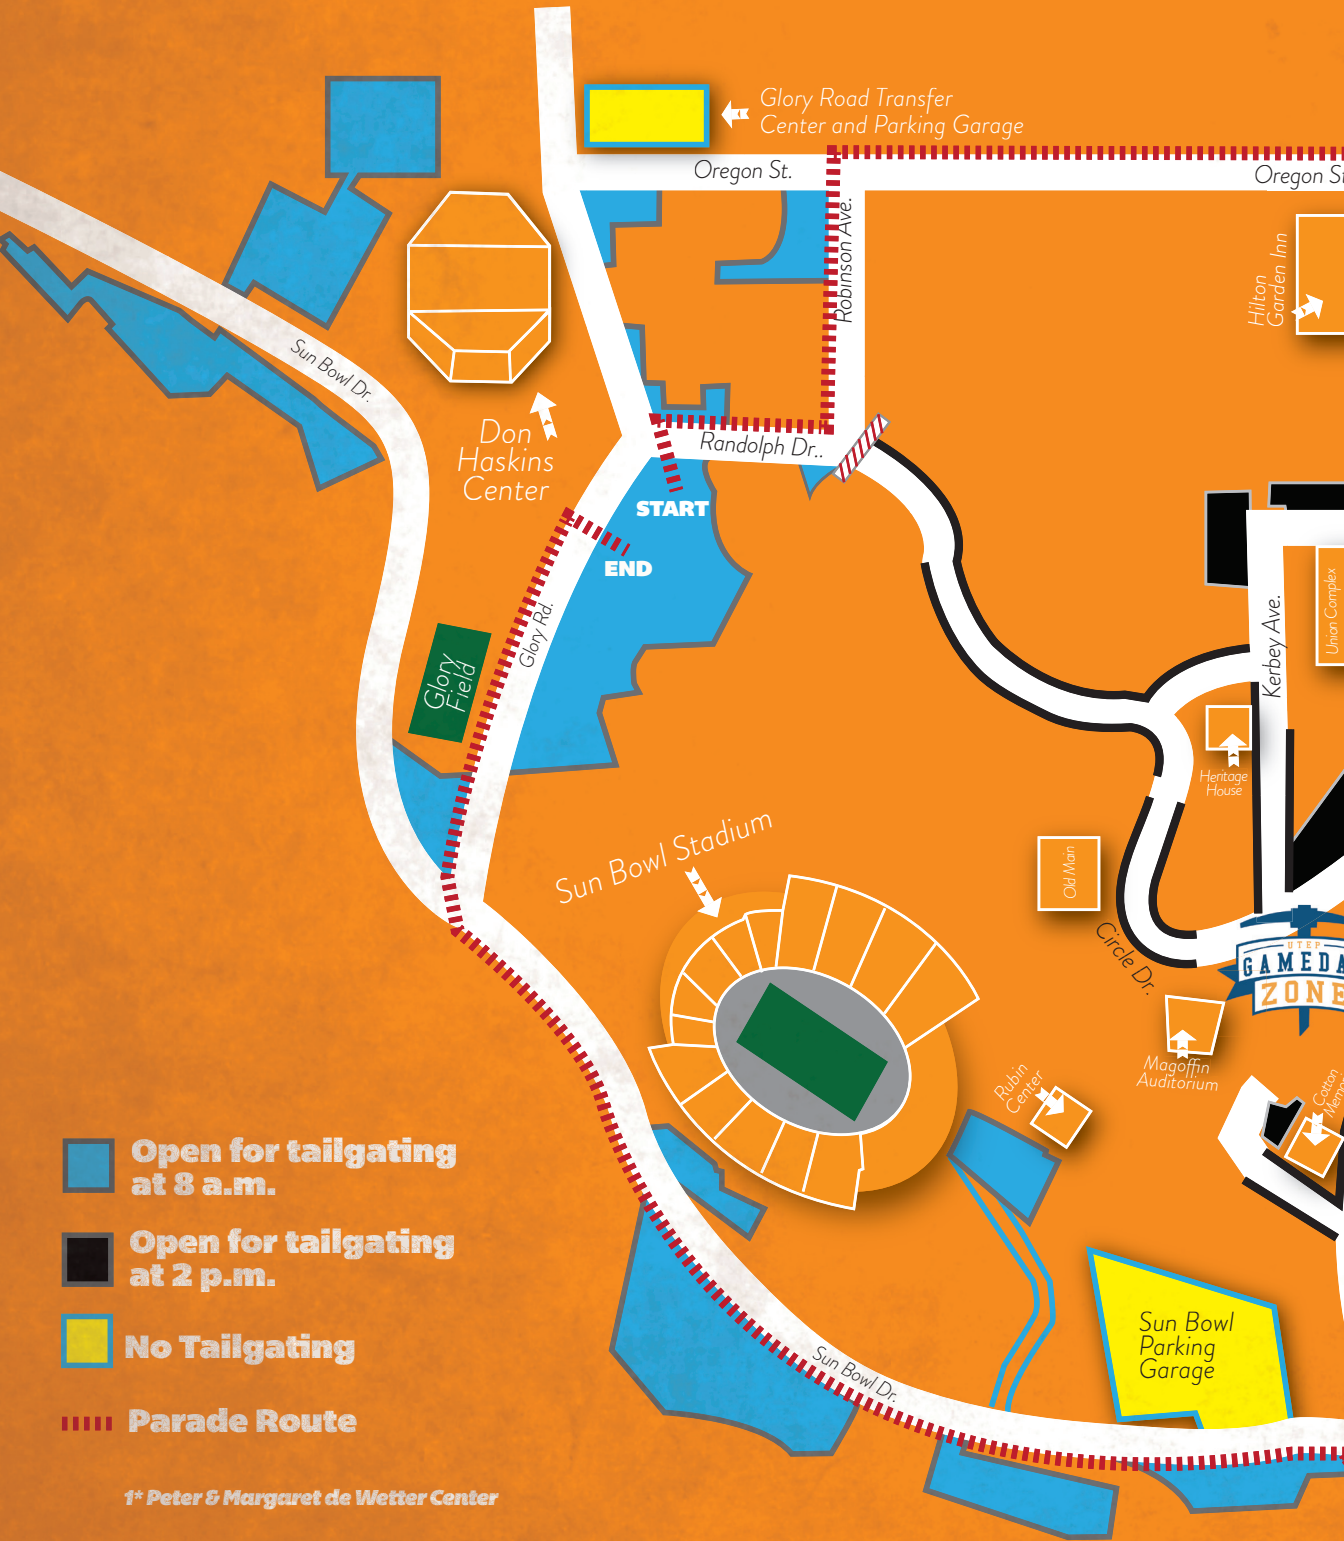 Glory Road Transfer
Center and Parking Garage
Oregon St.
Oregon St
Robinson Ave.
Hilton
Garden Inn
Sun Bowl Dr.
Don
Haskins
Center
Randolph Dr..
START
END
Glory Rd.
Glory
Field
Kerbey Ave.
Union Complex
Heritage
House
Sun Bowl Stadium
Old Main
Circle Dr.
UTEP
GAMEDA
ZONE
Magoffin
Auditorium
Rubin
Center
Cotton
Mem
Sun Bowl
Parking
Garage
Sun Bowl Dr.
Open for tailgating
at 8 a.m.
Open for tailgating
at 2 p.m.
No Tailgating
Parade Route
1* Peter & Margaret de Wetter Center